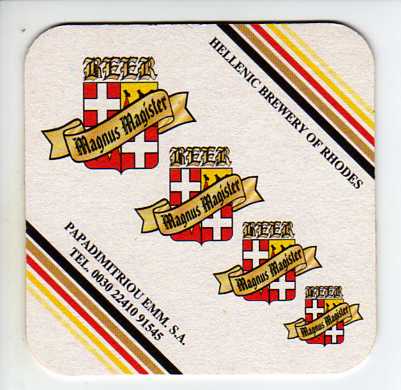 BEER
Magnus Magister
HELLENIC BREWERY OF RHODES
BEER
Magnus Magister
BEER
Magnus Magister
BEER
Magnus Magister
PAPADIMITRIOU EMM. S.A.
TEL. 0030 22410 91545